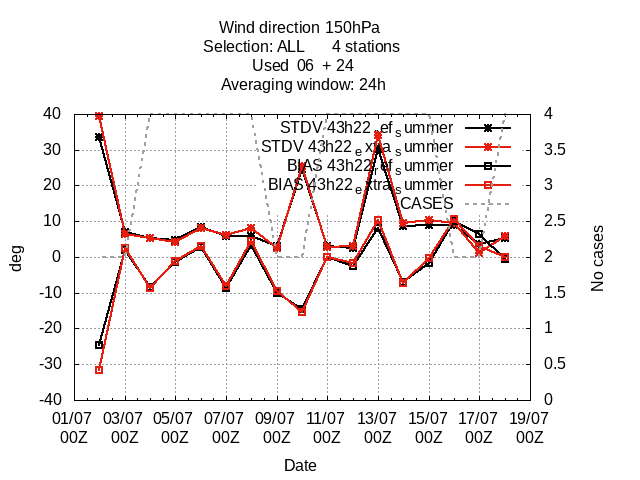 Wind direction 150hPa
Selection: ALL 4 stations
Used 06 + 24
Averaging window: 24h
STDV 43h22_ref_summer
STDV 43h22_extra_summer
BIAS 43h22_ref_summer
BIAS 43h22_extra_summer
CASES
40
30
20
10
0
-10
-20
-30
-40
deg
4
3.5
3
2.5
2
1.5
1
0.5
0
No cases
01/07 03/07 05/07 07/07 09/07 11/07 13/07 15/07 17/07 19/07
00Z 00Z 00Z 00Z 00Z 00Z 00Z 00Z 00Z 00Z
Date